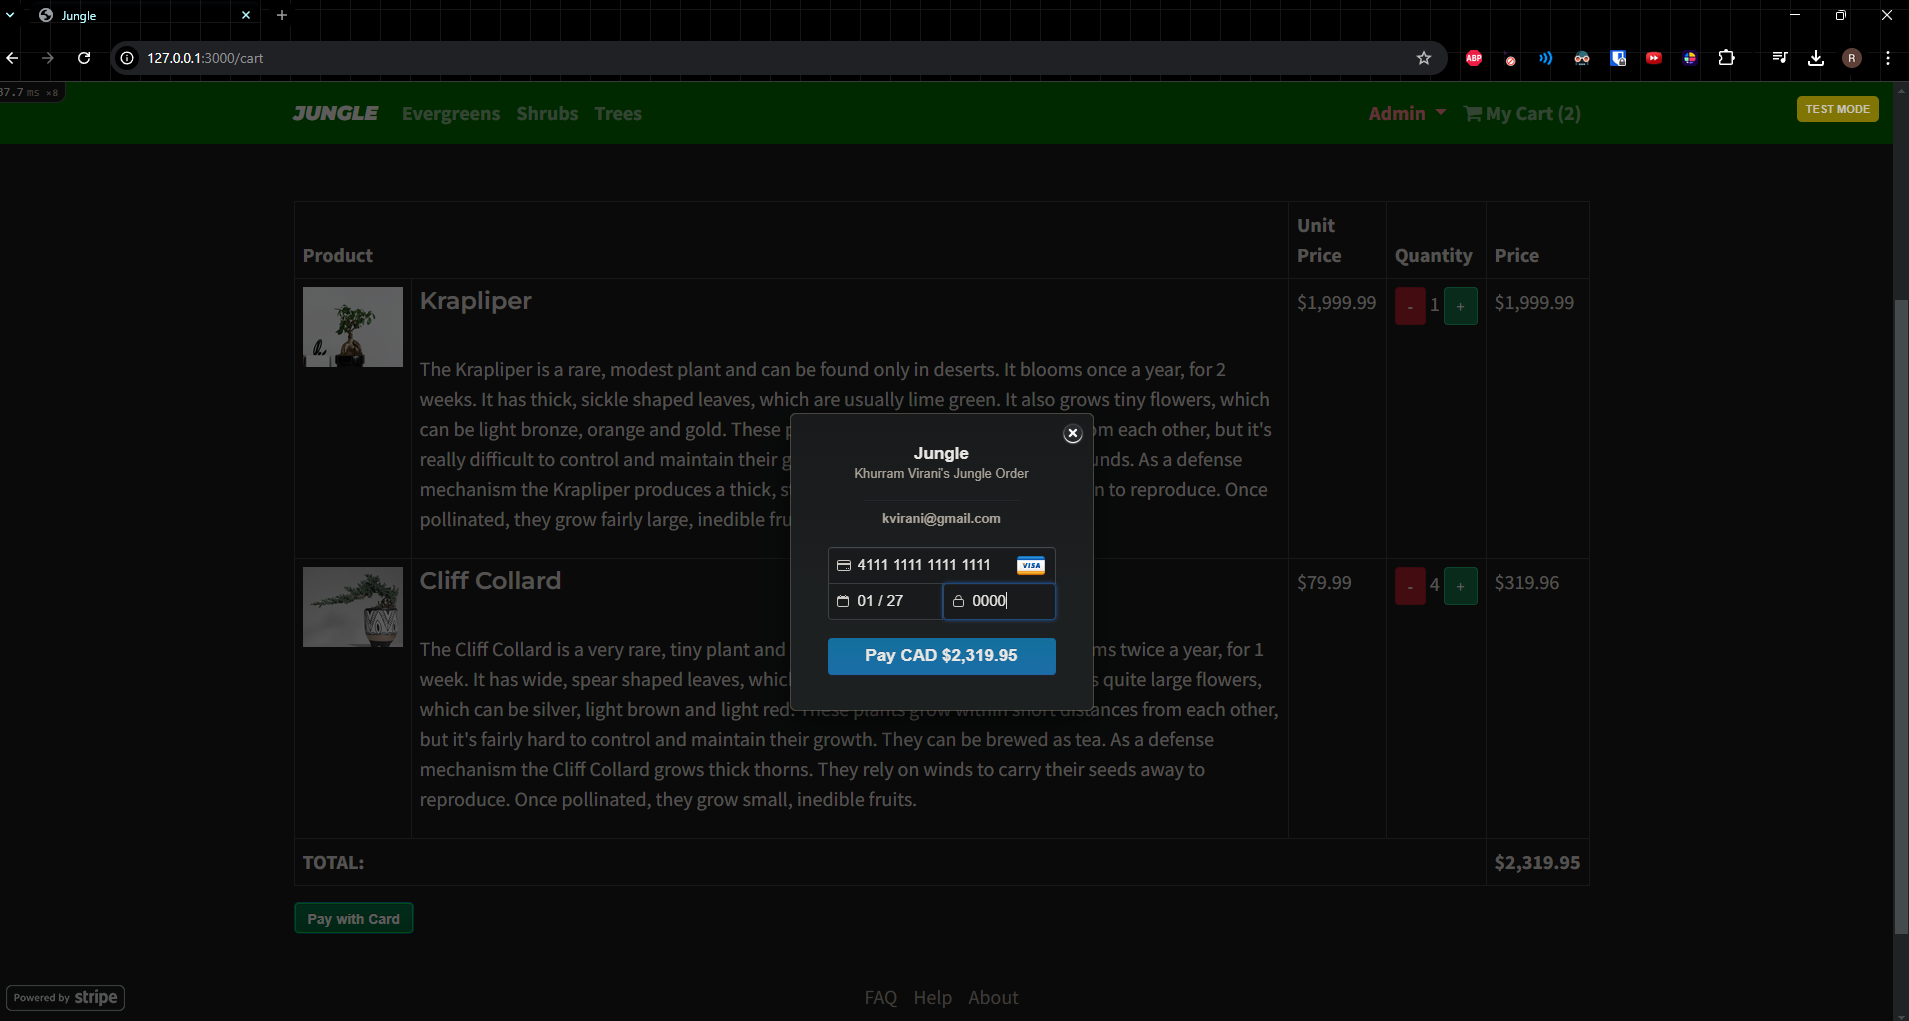 Jungle
127.0.0.1:3000/cart
ABP
R
37.7 ms ×8
JUNGLE Evergreens Shrubs Trees Admin My Cart (2)
TEST MODE
Product Unit Price Quantity Price
Krapliper $1,999.99 - 1 + $1,999.99
The Krapliper is a rare, modest plant and can be found only in deserts. It blooms once a year, for 2
weeks. It has thick, sickle shaped leaves, which are usually lime green. It also grows tiny flowers, which
can be light bronze, orange and gold. These om each other, but it's
really difficult to control and maintain their unds. As a defense
mechanism the Krapliper produces a thick, n to reproduce. Once
pollinated, they grow fairly large, inedible
Jungle
Khurram Virani's Jungle Order
kvirani@gmail.com
4111 1111 1111 1111 VISA
01 / 27 0000
Pay CAD $2,319.95
Cliff Collard $79.99 - 4 + $319.96
The Cliff Collard is a very rare, tiny plant and ms twice a year, for 1
week. It has wide, spear shaped leaves, quite large flowers,
which can be silver, light brown and light red. These plants grow within short distances from each other,
but it's fairly hard to control and maintain their growth. They can be brewed as tea. As a defense
mechanism the Cliff Collard grows thick thorns. They rely on winds to carry their seeds away to
reproduce. Once pollinated, they grow small, inedible fruits.
TOTAL: $2,319.95
Pay with Card
Powered by stripe
FAQ Help About